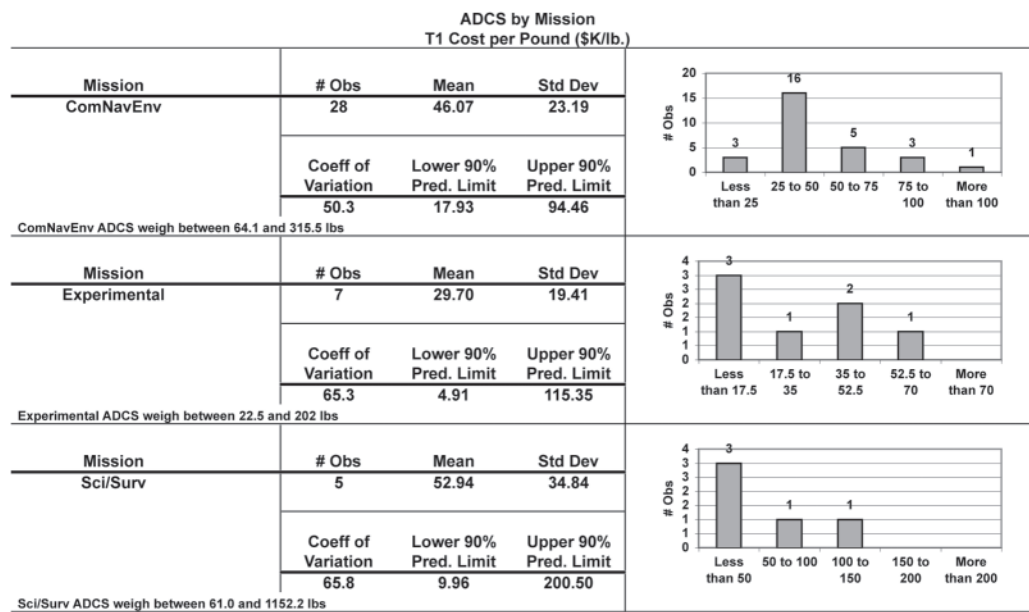 ADCS by Mission
T1 Cost per Pound ($K/lb.)
Mission # Obs Mean Std Dev
ComNavEnv 28 46.07 23.19
Coeff of Lower 90% Upper 90%
Variation Pred. Limit Pred. Limit
50.3 17.93 94.46
ComNavEnv ADCS weigh between 64.1 and 315.5 lbs
# Obs
20
15
10
5
0
3 16 5 3 1
Less 25 to 50 50 to 75 75 to More
than 25 100 than 100
Mission # Obs Mean Std Dev
Experimental 7 29.70 19.41
Coeff of Lower 90% Upper 90%
Variation Pred. Limit Pred. Limit
65.3 4.91 115.35
Experimental ADCS weigh between 22.5 and 202 lbs
# Obs
4
3
3
2
2
1
1
0
3 1 2 1
Less 17.5 to 35 to 52.5 to More
than 17.5 35 52.5 70 than 70
Mission # Obs Mean Std Dev
Sci/Surv 5 52.94 34.84
Coeff of Lower 90% Upper 90%
Variation Pred. Limit Pred. Limit
65.8 9.96 200.50
Sci/Surv ADCS weigh between 61.0 and 1152.2 lbs
# Obs
4
3
3
2
2
1
1
0
3 1 1
Less 50 to 100 100 to 150 to More
than 50 150 200 than 200